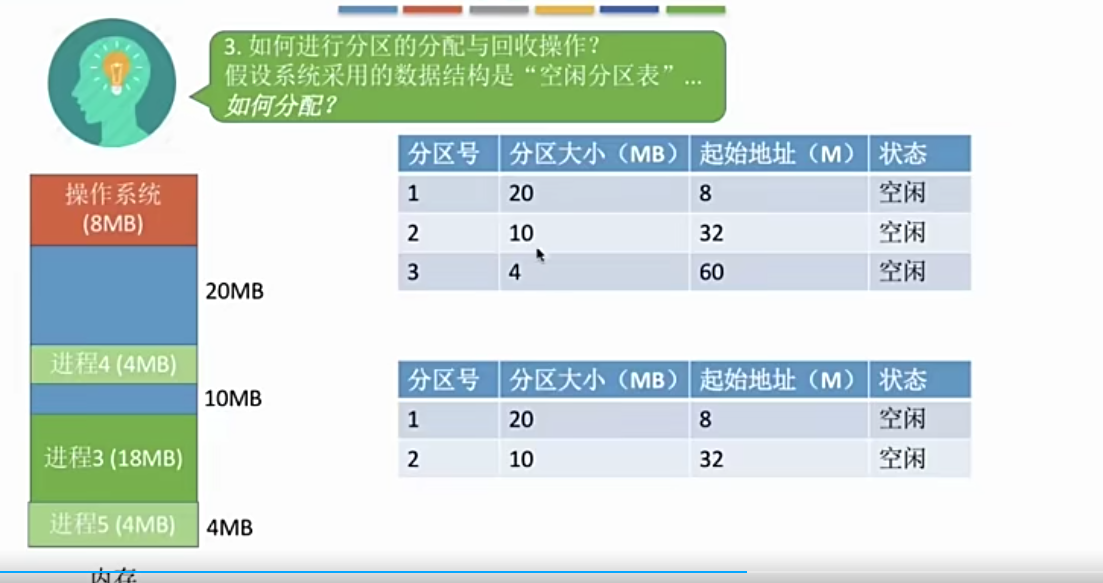 3. 如何进行分区的分配与回收操作？
假设系统采用的数据结构是“空闲分区表”...
如何分配？
分区号 分区大小（MB） 起始地址（M） 状态
1 20 8 空闲
2 10 32 空闲
3 4 60 空闲
操作系统
(8MB)
20MB
进程4 (4MB)
10MB
进程3 (18MB)
进程5 (4MB) 4MB
内存
分区号 分区大小（MB） 起始地址（M） 状态
1 20 8 空闲
2 10 32 空闲